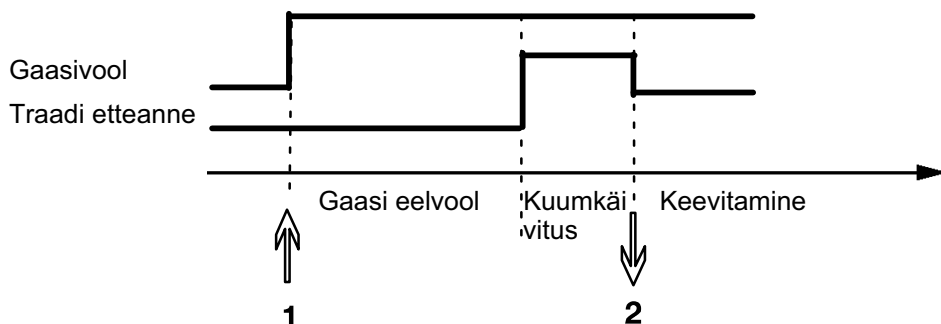 Gaasivool
Traadi etteanne
Gaasi eelvool
Kuumkäi
vitus
Keevitamine
1
2